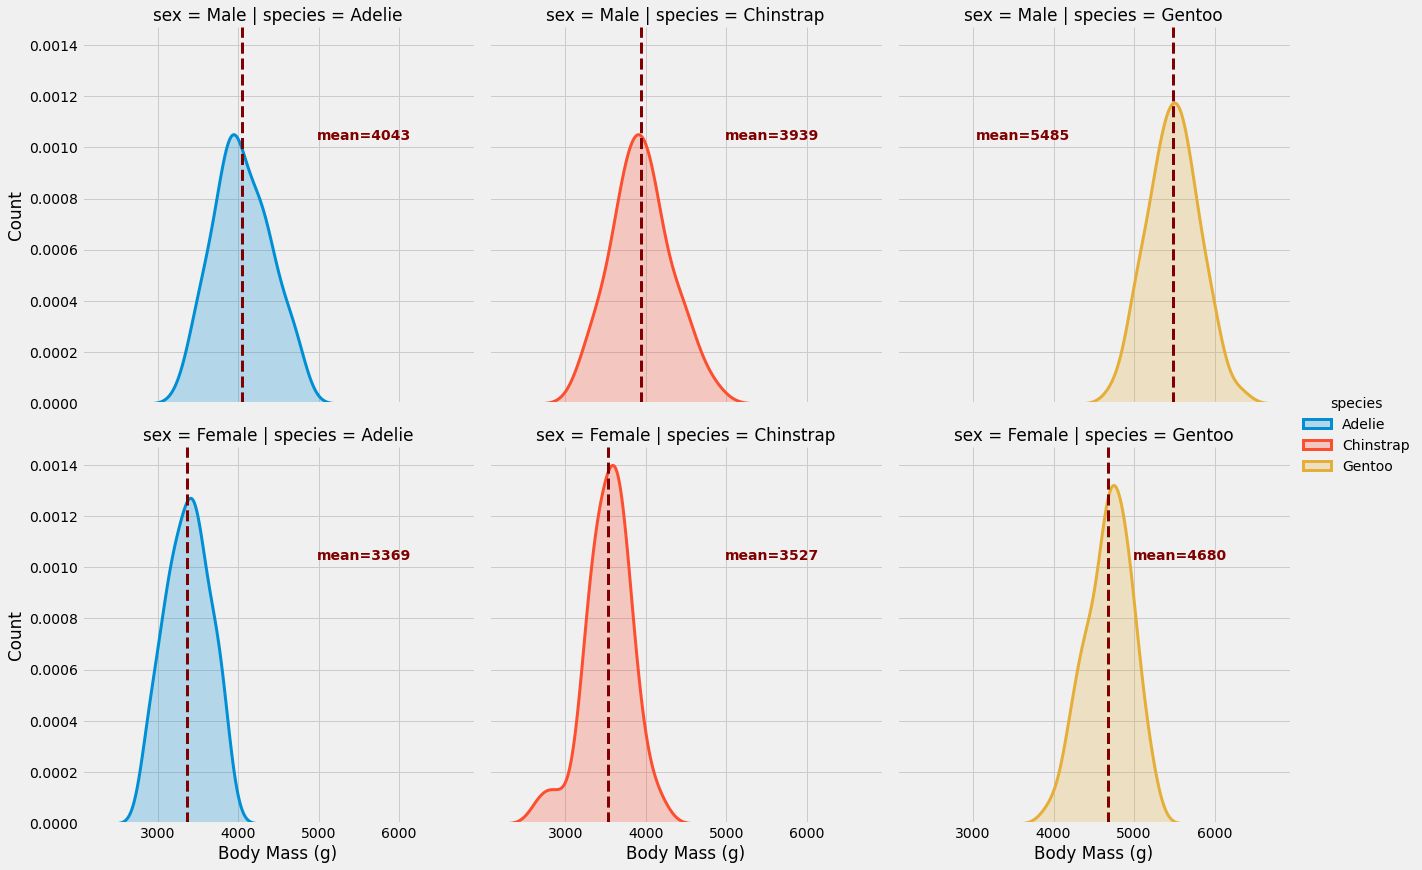 sex = Male | species = Adelie
sex = Male | species = Chinstrap
sex = Male | species = Gentoo
0.0014
0.0012
0.0010
0.0008
0.0006
0.0004
0.0002
0.0000
Count
mean=4043
mean=3939
mean=5485
sex = Female | species = Adelie
sex = Female | species = Chinstrap
sex = Female | species = Gentoo
0.0014
0.0012
0.0010
0.0008
0.0006
0.0004
0.0002
0.0000
Count
mean=3369
mean=3527
mean=4680
3000 4000 5000 6000
3000 4000 5000 6000
3000 4000 5000 6000
Body Mass (g)
Body Mass (g)
Body Mass (g)
species
Adelie
Chinstrap
Gentoo